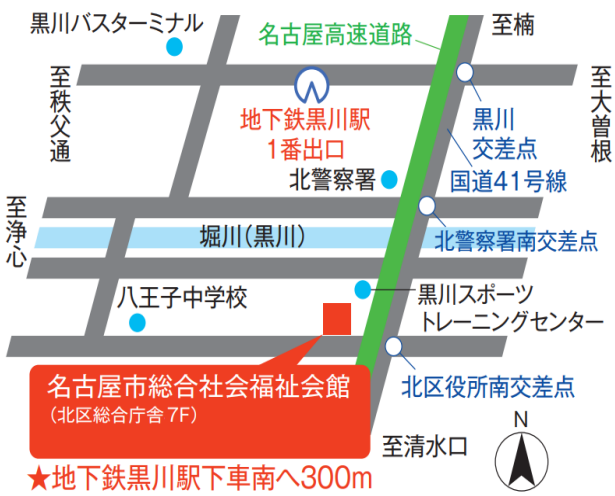 黒川バスターミナル
名古屋高速道路
至楠
至秩父通
地下鉄黒川駅
1番出口
黒川
交差点
至大曽根
北警察署
国道41号線
至浄心
堀川(黒川)
北警察署南交差点
八王子中学校
黒川スポーツ
トレーニングセンター
名古屋市総合社会福祉会館
(北区総合庁舎 7F)
北区役所南交差点
至清水口
N
★地下鉄黒川駅下車南へ300m